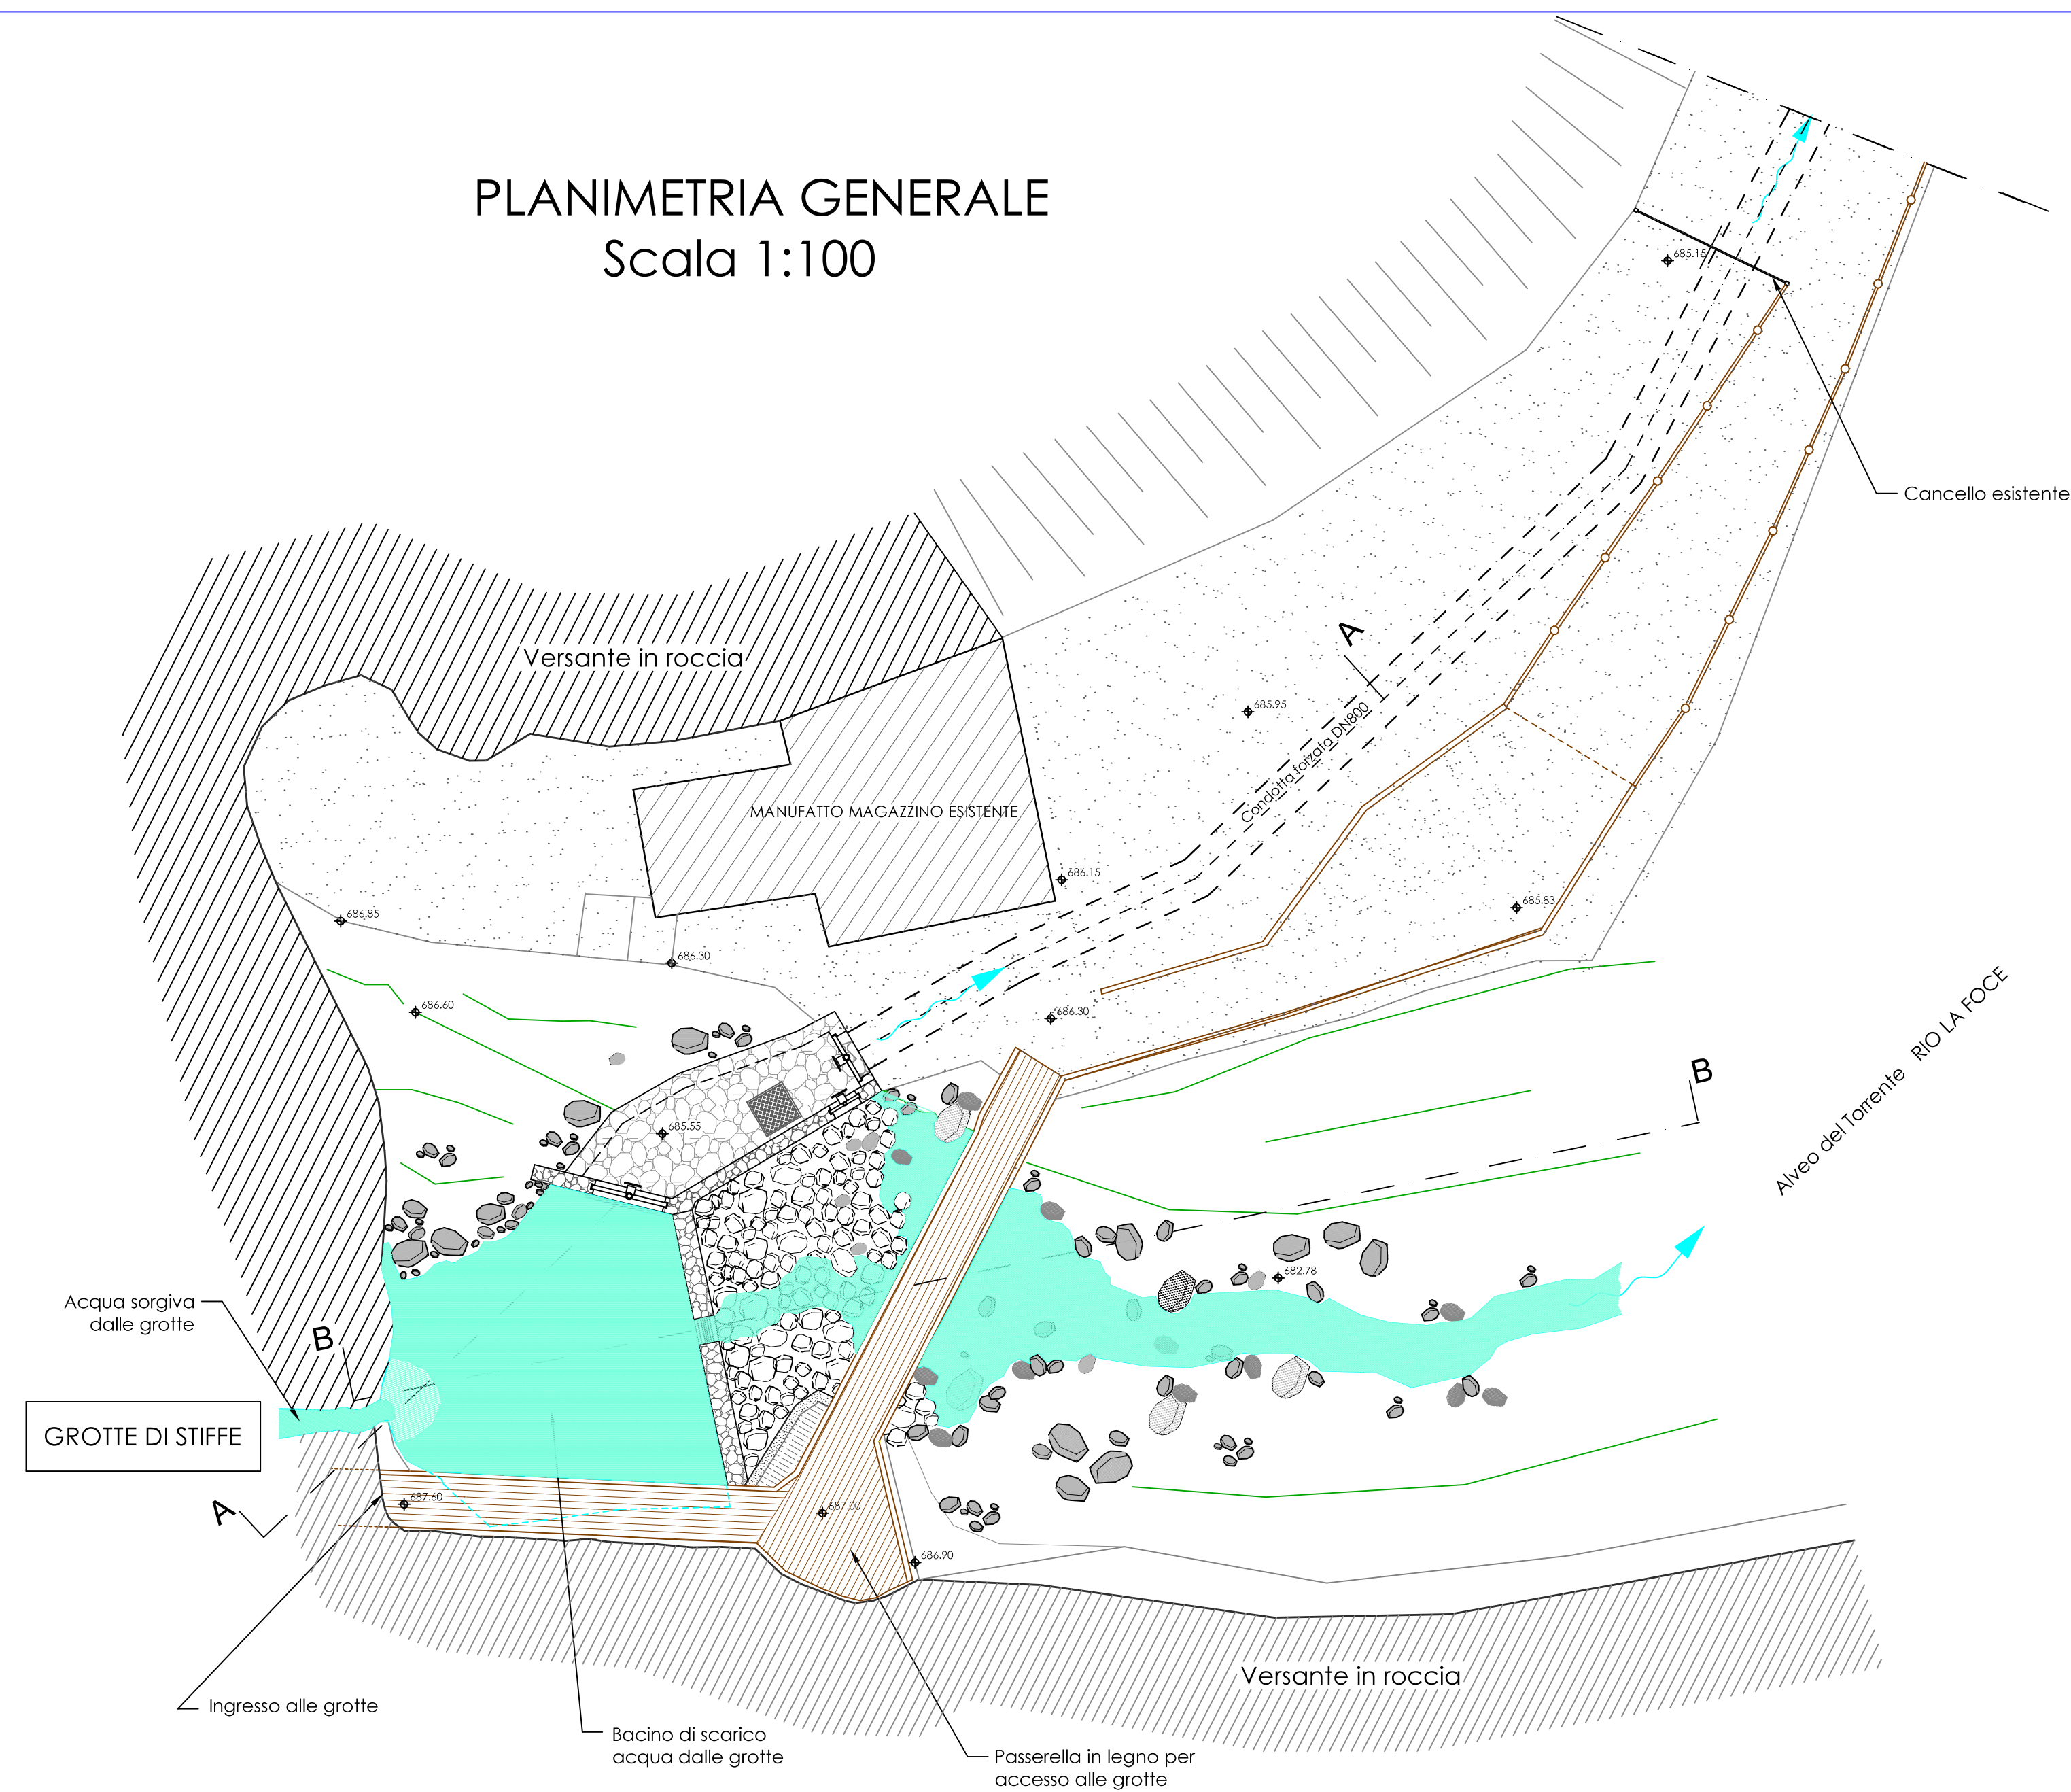 PLANIMETRIA GENERALE
Scala 1:100
685.15
Cancello esistente
Versante in roccia
A
685.95
Condotta forzata DN800
MANUFATTO MAGAZZINO ESISTENTE
686.15
685.83
686.85
686.30
686.60
686.30
Alveo del Torrente RIO LA FOCE
B
685.55
682.78
Acqua sorgiva
dalle grotte
B
GROTTE DI STIFFE
A
687.60
687.00
686.90
Versante in roccia
Ingresso alle grotte
Bacino di scarico
acqua dalle grotte
Passerella in legno per
accesso alle grotte